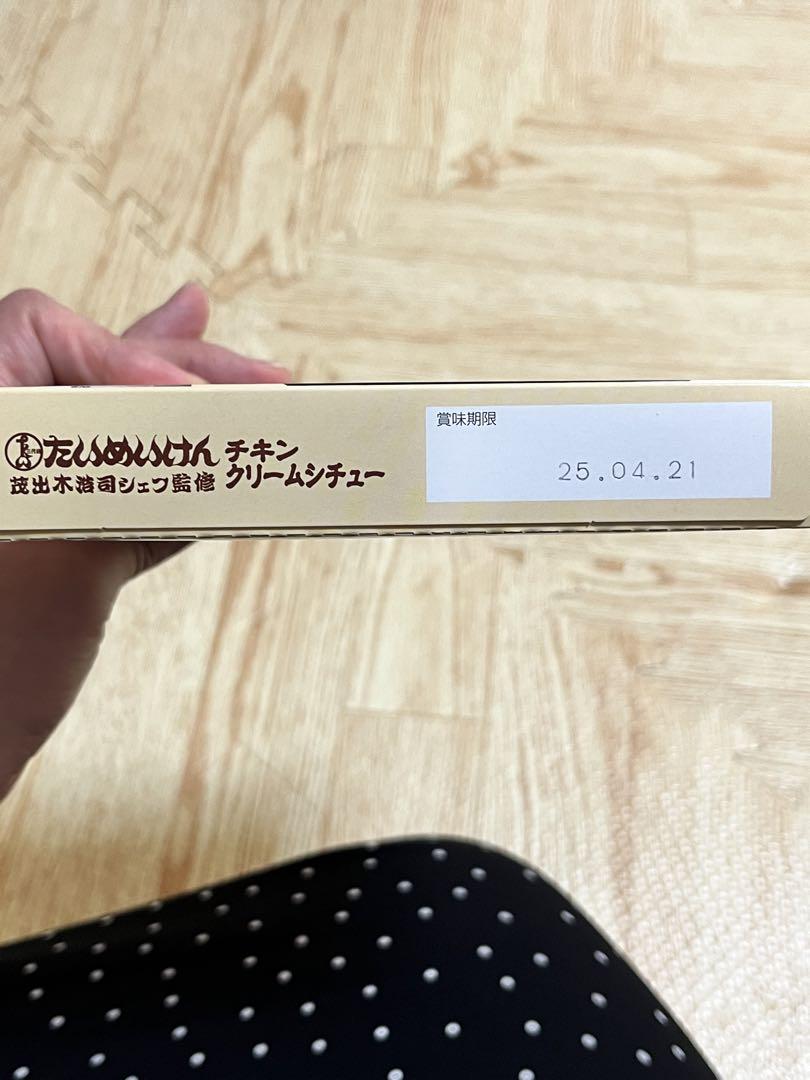 たいめいけん チキン
茂出木浩司シェフ監修 クリームシチュー
賞味期限
25.04.21